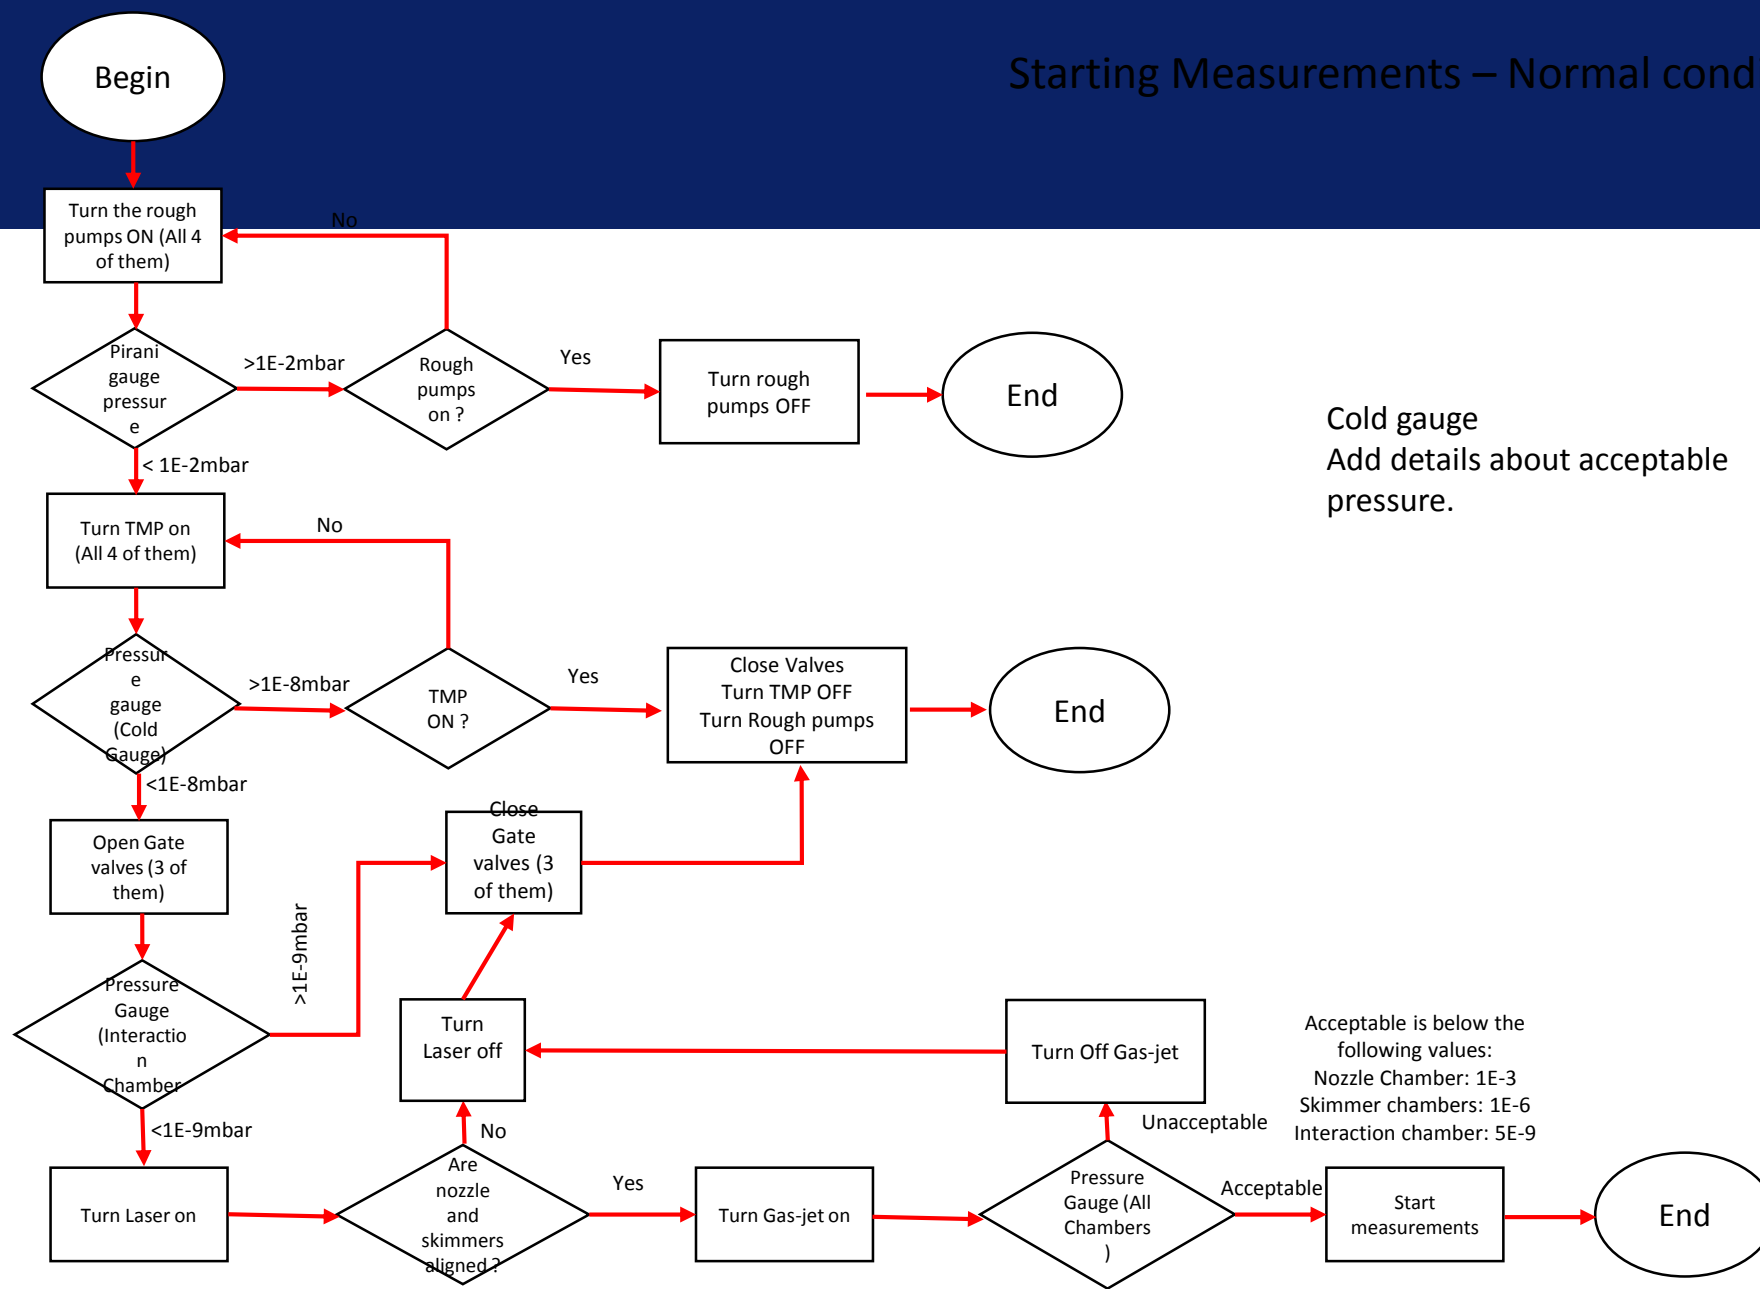 Begin
Starting Measurements – Normal condi
Turn the rough
pumps ON (All 4
of them)
No
Pirani
gauge
pressur
e
>1E-2mbar
Rough
pumps
on ?
Yes
Turn rough
pumps OFF
End
Cold gauge
Add details about acceptable
pressure.
< 1E-2mbar
Turn TMP on
(All 4 of them)
No
Pressur
e
gauge
(Cold
Gauge)
>1E-8mbar
TMP
ON ?
Yes
Close Valves
Turn TMP OFF
Turn Rough pumps
OFF
End
<1E-8mbar
Open Gate
valves (3 of
them)
Close
Gate
valves (3
of them)
>1E-9mbar
Pressure
Gauge
(Interactio
n
Chamber
Turn
Laser off
Turn Off Gas-jet
Acceptable is below the
following values:
Nozzle Chamber: 1E-3
Skimmer chambers: 1E-6
Interaction chamber: 5E-9
<1E-9mbar
No
Unacceptable
Turn Laser on
Are
nozzle
and
skimmers
aligned ?
Yes
Turn Gas-jet on
Pressure
Gauge (All
Chambers
)
Acceptable
Start
measurements
End